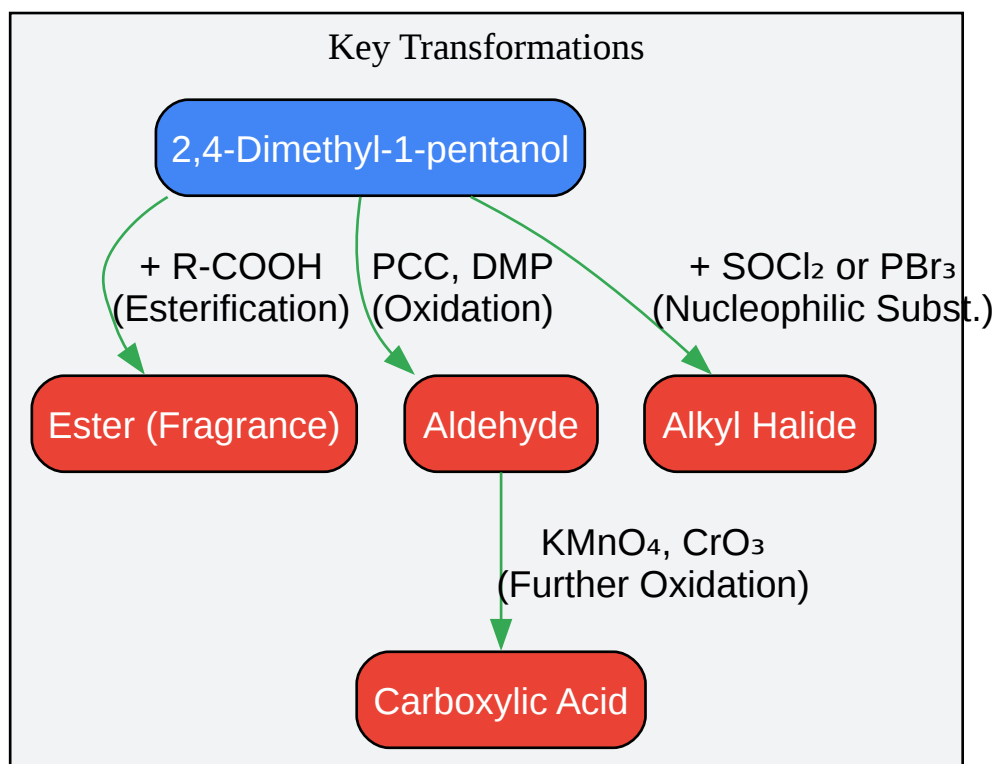 Key Transformations
2,4-Dimethyl-1-pentanol
+ R-COOH
(Esterification)
PCC, DMP
(Oxidation)
+ SOCl₂ or PBr₃
(Nucleophilic Subst.)
Ester (Fragrance)
Aldehyde
Alkyl Halide
KMnO₄, CrO₃
(Further Oxidation)
Carboxylic Acid